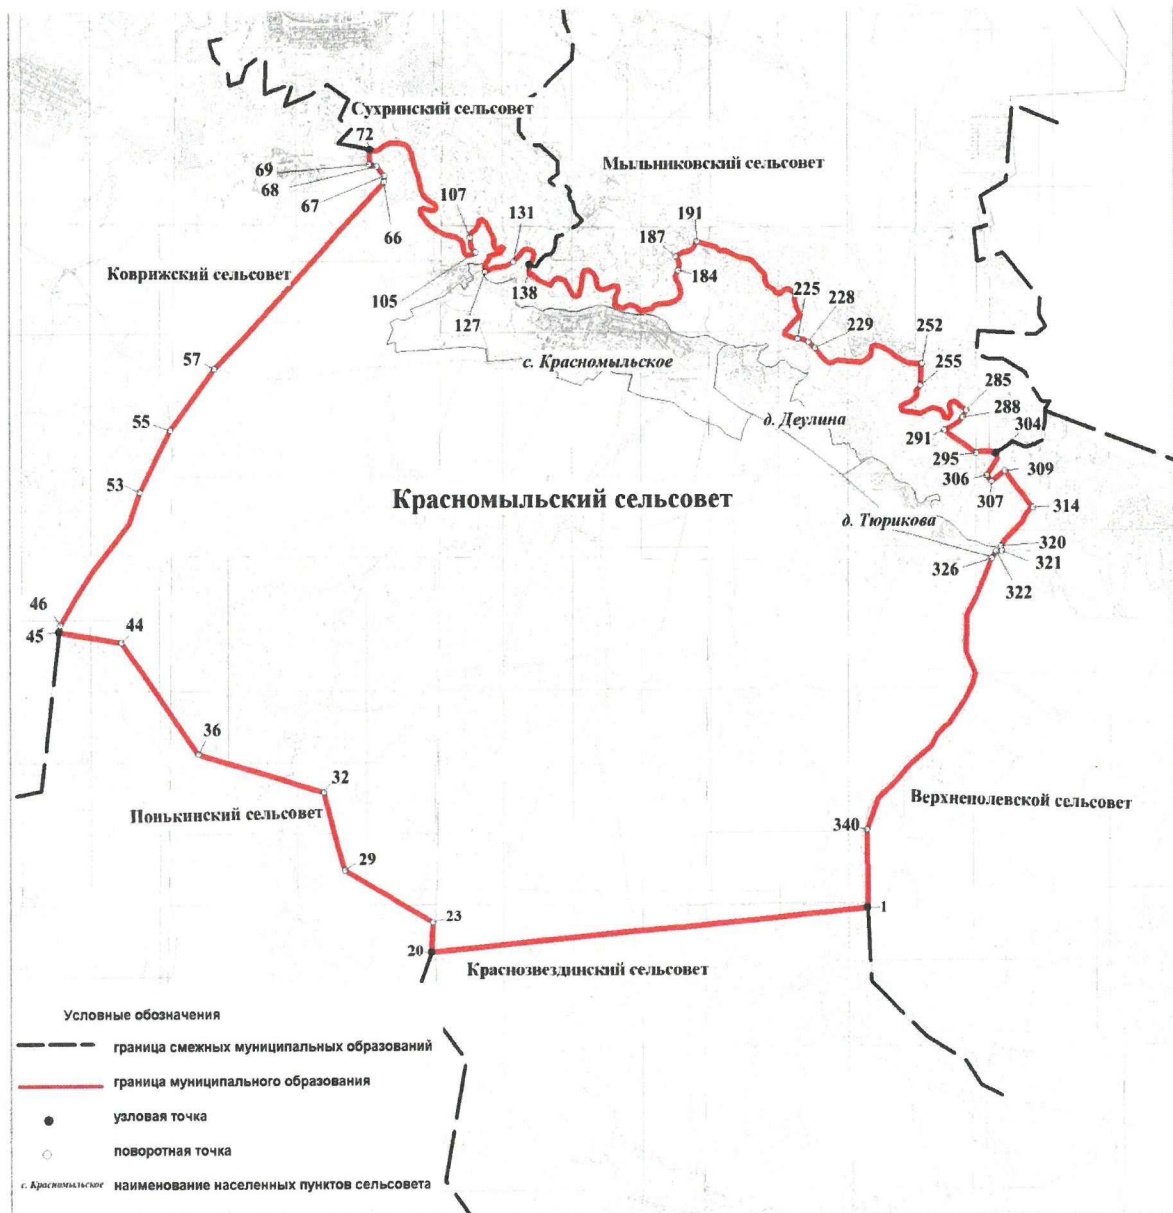 Сухринский сельсовет
72
Мыльниковский сельсовет
69
68
67
66
107
131
191
187
184
Коврижский сельсовет
105
127
138
225
228
229
252
255
с. Красномыльское
57
285
288
д. Деулина
304
291
55
295
309
306
307
53
Красномыльский сельсовет
314
д. Тюрикова
320
321
326
322
46
45
44
36
32
Верхнеполевской сельсовет
Понькинский сельсовет
340
29
1
23
20
Краснозвездинский сельсовет
Условные обозначения
граница смежных муниципальных образований
граница муниципального образования
узловая точка
поворотная точка
с. Красномыльское наименование населенных пунктов сельсовета